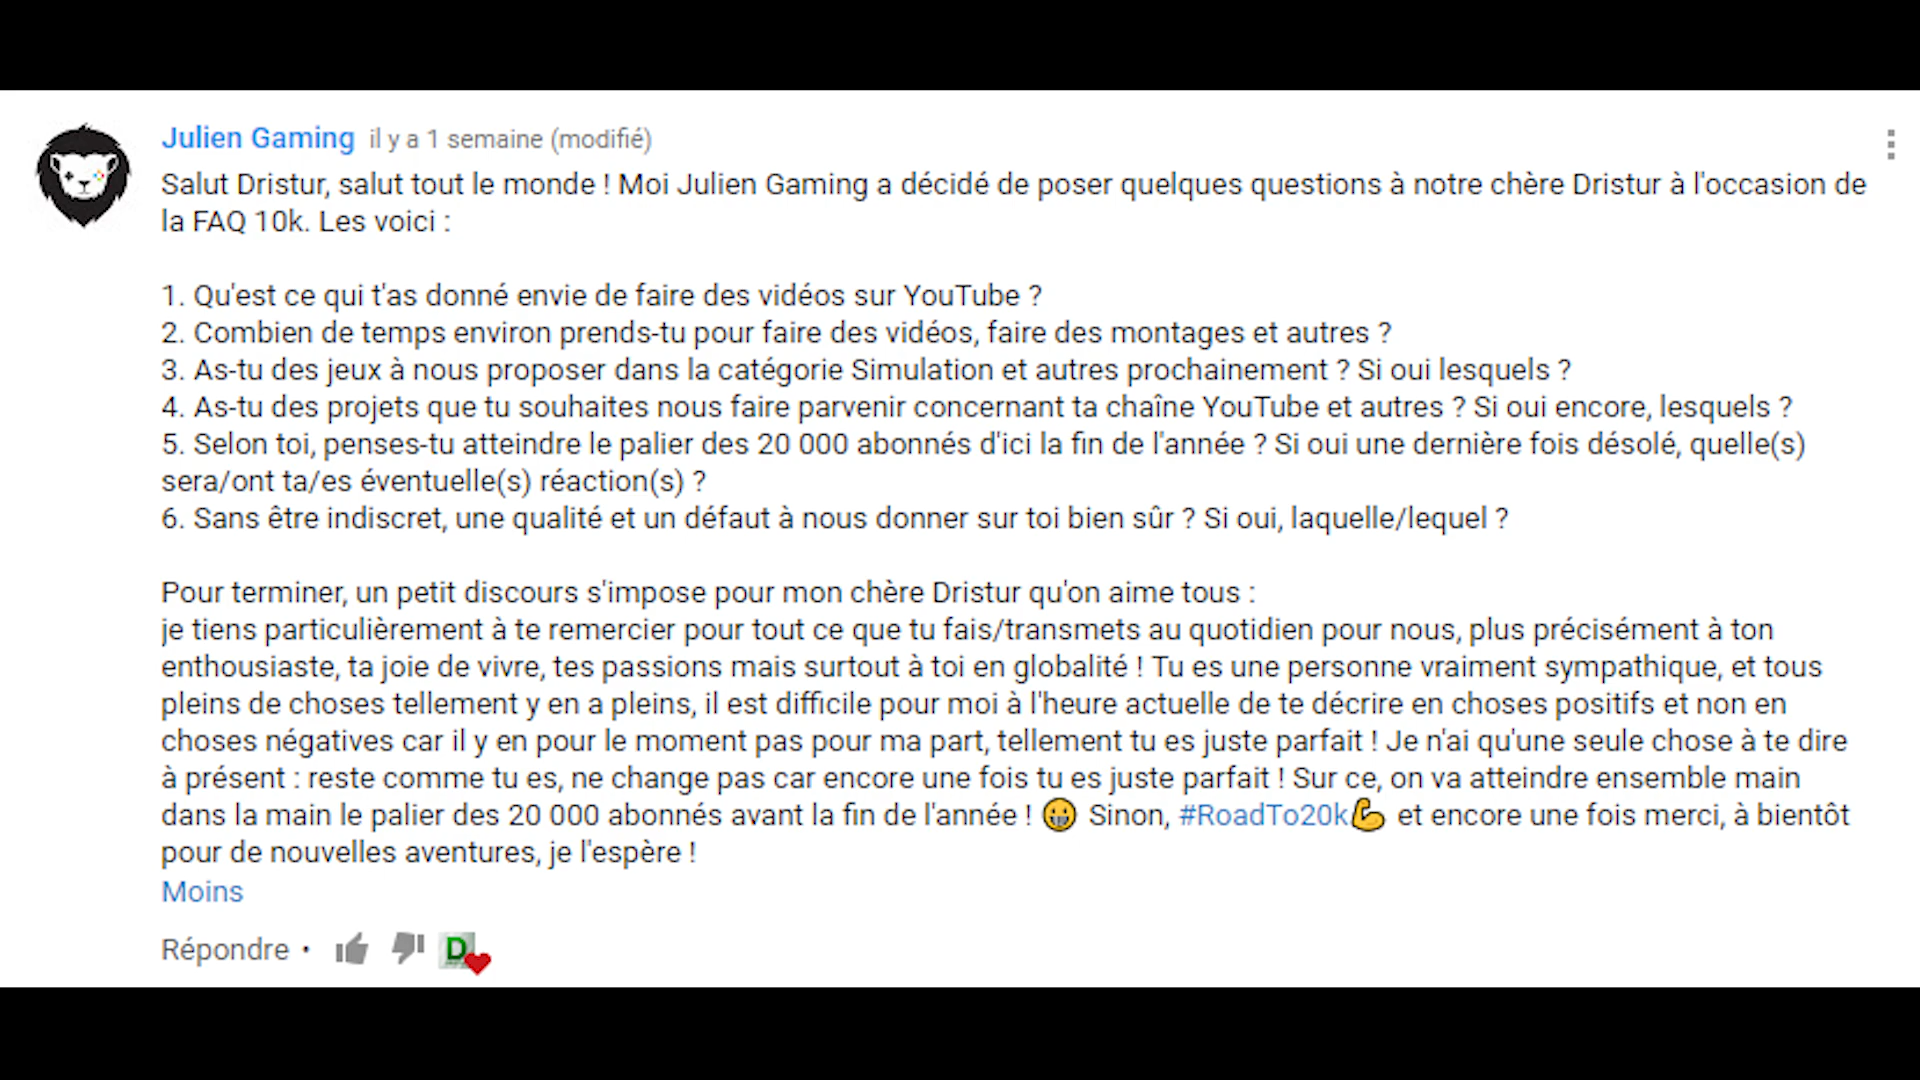 Julien Gaming il y a 1 semaine (modifié)
Salut Dristur, salut tout le monde ! Moi Julien Gaming a décidé de poser quelques questions à notre chère Dristur à l'occasion de
la FAQ 10k. Les voici :
1. Qu'est ce qui t'as donné envie de faire des vidéos sur YouTube ?
2. Combien de temps environ prends-tu pour faire des vidéos, faire des montages et autres ?
3. As-tu des jeux à nous proposer dans la catégorie Simulation et autres prochainement ? Si oui lesquels ?
4. As-tu des projets que tu souhaites nous faire parvenir concernant ta chaîne YouTube et autres ? Si oui encore, lesquels ?
5. Selon toi, penses-tu atteindre le palier des 20 000 abonnés d'ici la fin de l'année ? Si oui une dernière fois désolé, quelle(s)
sera/ont ta/es éventuelle(s) réaction(s) ?
6. Sans être indiscret, une qualité et un défaut à nous donner sur toi bien sûr ? Si oui, laquelle/lequel ?
Pour terminer, un petit discours s'impose pour mon chère Dristur qu'on aime tous :
je tiens particulièrement à te remercier pour tout ce que tu fais/transmets au quotidien pour nous, plus précisément à ton
enthousiaste, ta joie de vivre, tes passions mais surtout à toi en globalité ! Tu es une personne vraiment sympathique, et tous
pleins de choses tellement y en a pleins, il est difficile pour moi à l'heure actuelle de te décrire en choses positifs et non en
choses négatives car il y en pour le moment pas pour ma part, tellement tu es juste parfait ! Je n'ai qu'une seule chose à te dire
à présent : reste comme tu es, ne change pas car encore une fois tu es juste parfait ! Sur ce, on va atteindre ensemble main
dans la main le palier des 20 000 abonnés avant la fin de l'année ! 😀 Sinon, #RoadTo20k💪 et encore une fois merci, à bientôt
pour de nouvelles aventures, je l'espère !
Moins
Répondre • D